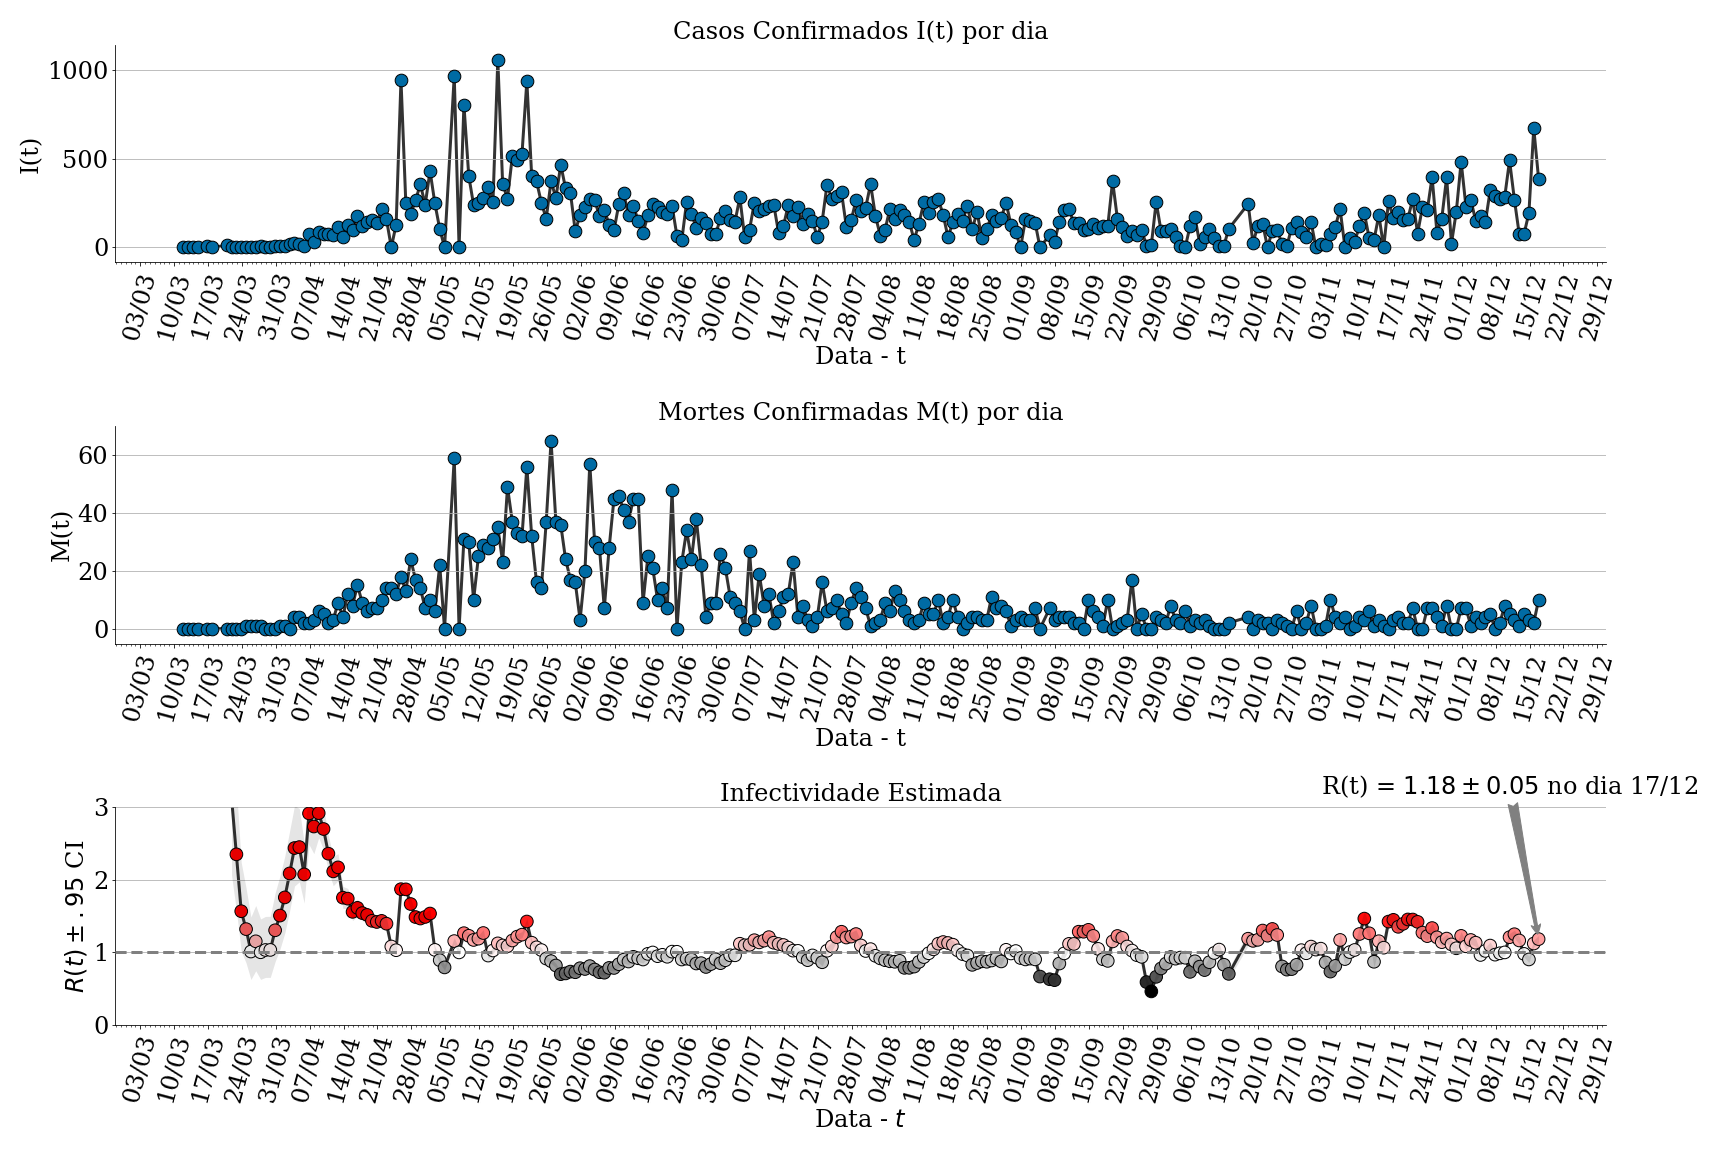 Casos Confirmados I(t) por dia
I(t)
1000
500
0
03/03 10/03 17/03 24/03 31/03 07/04 14/04 21/04 28/04 05/05 12/05 19/05 26/05 02/06 09/06 16/06 23/06 30/06 07/07 14/07 21/07 28/07 04/08 11/08 18/08 25/08 01/09 08/09 15/09 22/09 29/09 06/10 13/10 20/10 27/10 03/11 10/11 17/11 24/11 01/12 08/12 15/12 22/12 29/12
Data - t
Mortes Confirmadas M(t) por dia
M(t)
60
40
20
0
03/03 10/03 17/03 24/03 31/03 07/04 14/04 21/04 28/04 05/05 12/05 19/05 26/05 02/06 09/06 16/06 23/06 30/06 07/07 14/07 21/07 28/07 04/08 11/08 18/08 25/08 01/09 08/09 15/09 22/09 29/09 06/10 13/10 20/10 27/10 03/11 10/11 17/11 24/11 01/12 08/12 15/12 22/12 29/12
Data - t
R(t) = 1.18 ± 0.05 no dia 17/12
Infectividade Estimada
R(t) ± .95 CI
3
2
1
0
03/03 10/03 17/03 24/03 31/03 07/04 14/04 21/04 28/04 05/05 12/05 19/05 26/05 02/06 09/06 16/06 23/06 30/06 07/07 14/07 21/07 28/07 04/08 11/08 18/08 25/08 01/09 08/09 15/09 22/09 29/09 06/10 13/10 20/10 27/10 03/11 10/11 17/11 24/11 01/12 08/12 15/12 22/12 29/12
Data - t